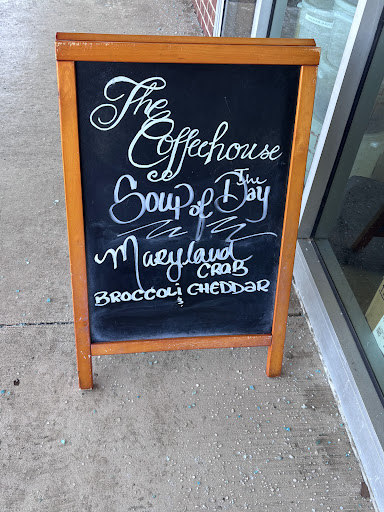 The
Coffeehouse
Soup of The Day
Maryland
CRAB
BROCCOLI & CHEDDAR